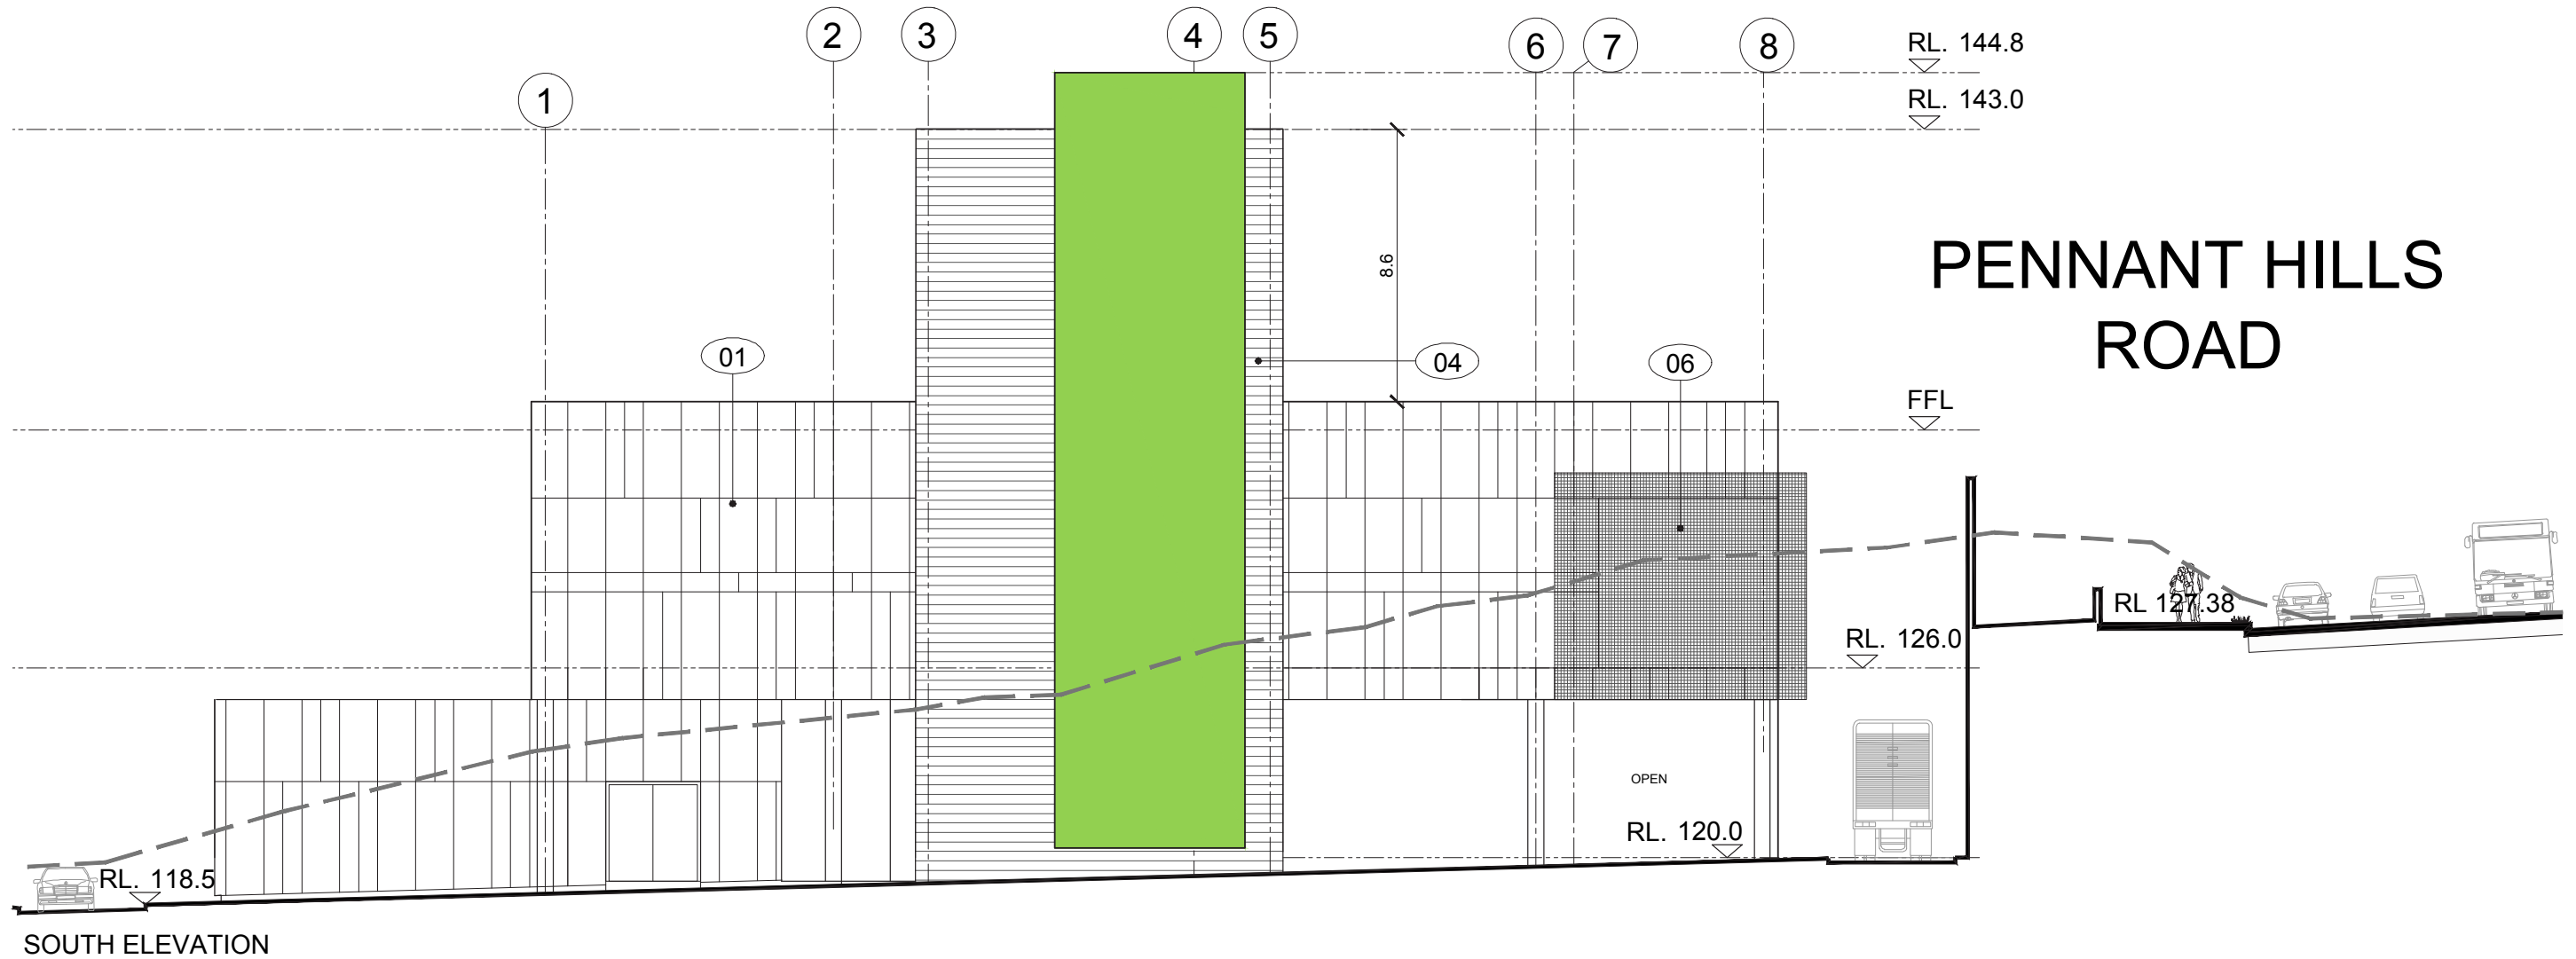 1
2
3
4
5
6
7
8
RL. 144.8
RL. 143.0
8.6
PENNANT HILLS
ROAD
01
04
06
FFL
RL 127.38
RL. 126.0
OPEN
RL. 120.0
RL. 118.5
SOUTH ELEVATION